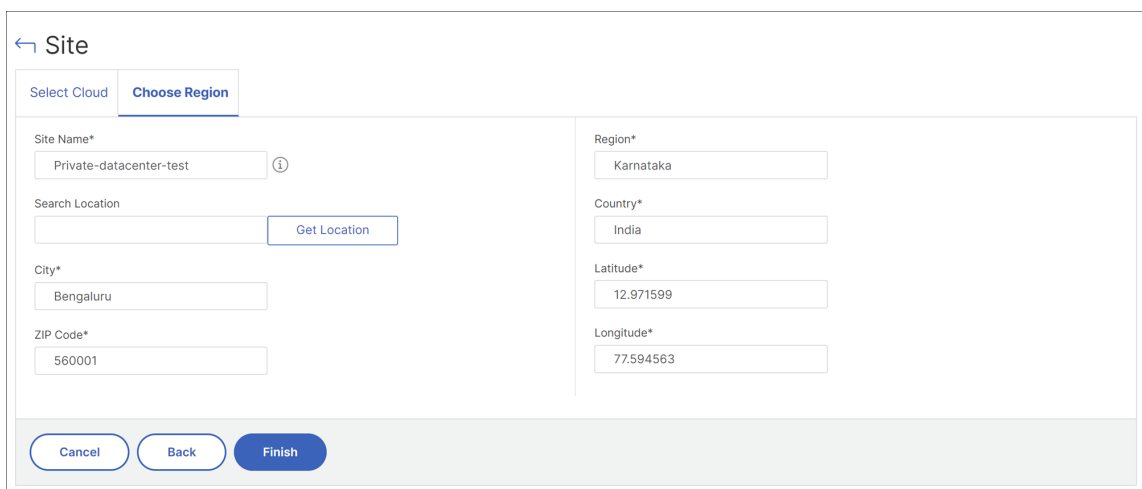 Site
Select Cloud
Choose Region
Site Name*
Private-datacenter-test
Search Location
Get Location
City*
Bengaluru
ZIP Code*
560001
Region*
Karnataka
Country*
India
Latitude*
12.971599
Longitude*
77.594563
Cancel
Back
Finish